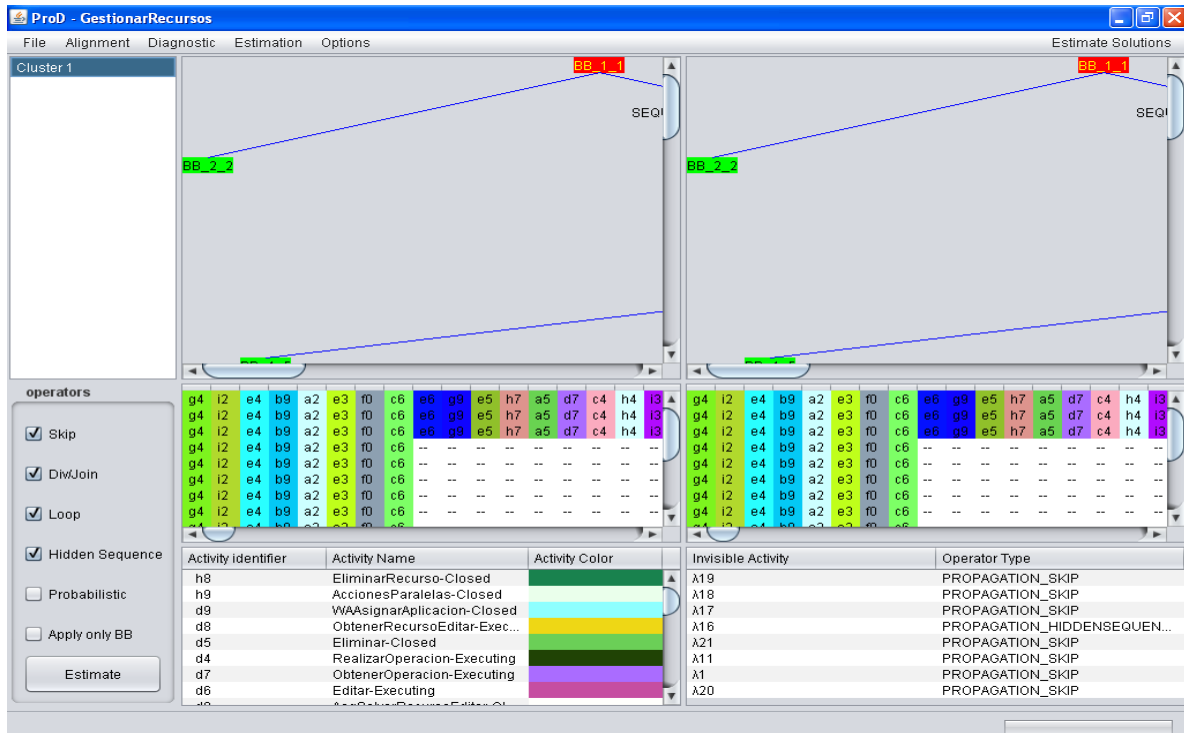 ProD - GestionarRecursos
File Alignment Diagnostic Estimation Options Estimate Solutions
Cluster 1
BB_1_1
SEQ
BB_2_2
BB_1_1
SEQ
BB_2_2
operators
Skip
Div/Join
Loop
Hidden Sequence
Probabilistic
Apply only BB
Estimate
g4 i2 e4 b9 a2 e3 f0 c6 e6 g9 e5 h7 a5 d7 c4 h4 i3
g4 i2 e4 b9 a2 e3 f0 c6 e6 g9 e5 h7 a5 d7 c4 h4 i3
g4 i2 e4 b9 a2 e3 f0 c6 e6 g9 e5 h7 a5 d7 c4 h4 i3
g4 i2 e4 b9 a2 e3 f0 c6 -- -- -- -- -- -- -- -- --
g4 i2 e4 b9 a2 e3 f0 c6 -- -- -- -- -- -- -- -- --
g4 i2 e4 b9 a2 e3 f0 c6 -- -- -- -- -- -- -- -- --
g4 i2 e4 b9 a2 e3 f0 c6 -- -- -- -- -- -- -- -- --
g4 i2 e4 b9 a2 e3 f0 c6
g4 i2 e4 b9 a2 e3 f0 c6 e6 g9 e5 h7 a5 d7 c4 h4 i3
g4 i2 e4 b9 a2 e3 f0 c6 e6 g9 e5 h7 a5 d7 c4 h4 i3
g4 i2 e4 b9 a2 e3 f0 c6 e6 g9 e5 h7 a5 d7 c4 h4 i3
g4 i2 e4 b9 a2 e3 f0 c6 -- -- -- -- -- -- -- -- --
g4 i2 e4 b9 a2 e3 f0 c6 -- -- -- -- -- -- -- -- --
g4 i2 e4 b9 a2 e3 f0 c6 -- -- -- -- -- -- -- -- --
g4 i2 e4 b9 a2 e3 f0 c6 -- -- -- -- -- -- -- -- --
g4 i2 e4 b9 a2 e3 f0 c6
Activity identifier Activity Name Activity Color
h8 EliminarRecurso-Closed
h9 AccionesParalelas-Closed
d9 WAAsignarAplicacion-Closed
d8 ObtenerRecursoEditar-Exec...
d5 Eliminar-Closed
d4 RealizarOperacion-Executing
d7 ObtenerOperacion-Executing
d6 Editar-Executing
Invisible Activity Operator Type
λ19 PROPAGATION_SKIP
λ18 PROPAGATION_SKIP
λ17 PROPAGATION_SKIP
λ16 PROPAGATION_HIDDENSEQUEN...
λ21 PROPAGATION_SKIP
λ11 PROPAGATION_SKIP
λ1 PROPAGATION_SKIP
λ20 PROPAGATION_SKIP